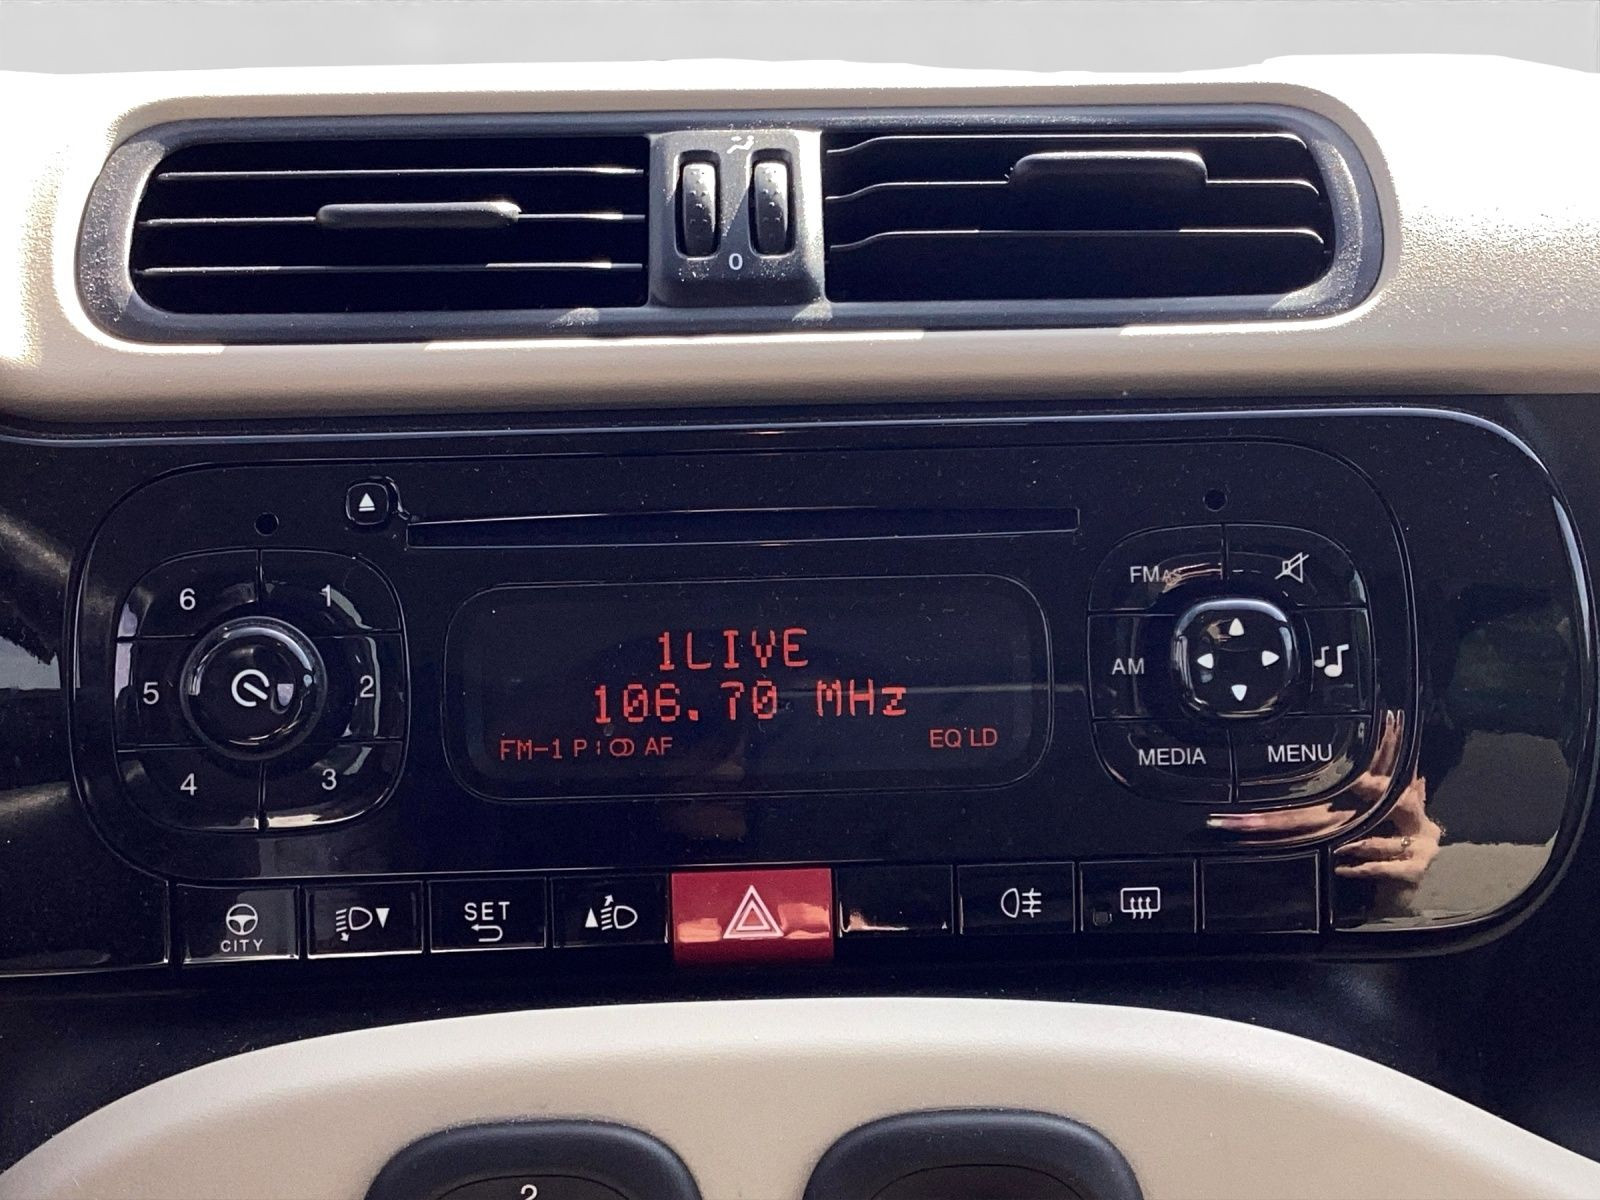 0
6 1
5 2
4 3
1LIVE
106.70 MHz
FM-1 P AF EQ LD
FMAS
AM
MEDIA MENU
CITY
SET
2